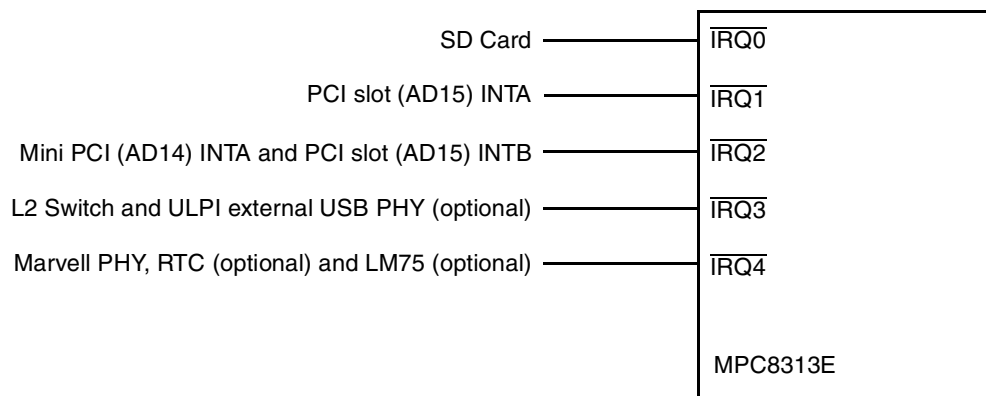 SD Card IRQ0
PCI slot (AD15) INTA IRQ1
Mini PCI (AD14) INTA and PCI slot (AD15) INTB IRQ2
L2 Switch and ULPI external USB PHY (optional) IRQ3
Marvell PHY, RTC (optional) and LM75 (optional) IRQ4
MPC8313E